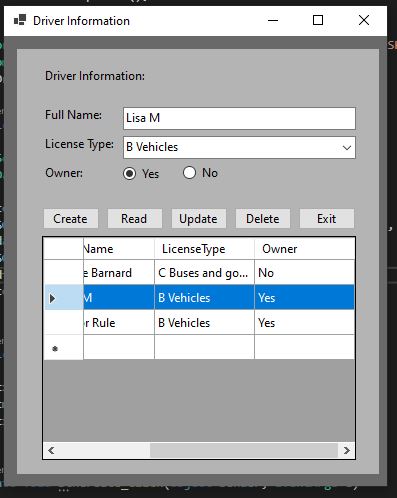 Driver Information
Driver Information:
Full Name: Lisa M
License Type: B Vehicles
Owner: Yes No
Create Read Update Delete Exit
Name LicenseType Owner
e Barnard C Buses and go... No
M B Vehicles Yes
or Rule B Vehicles Yes